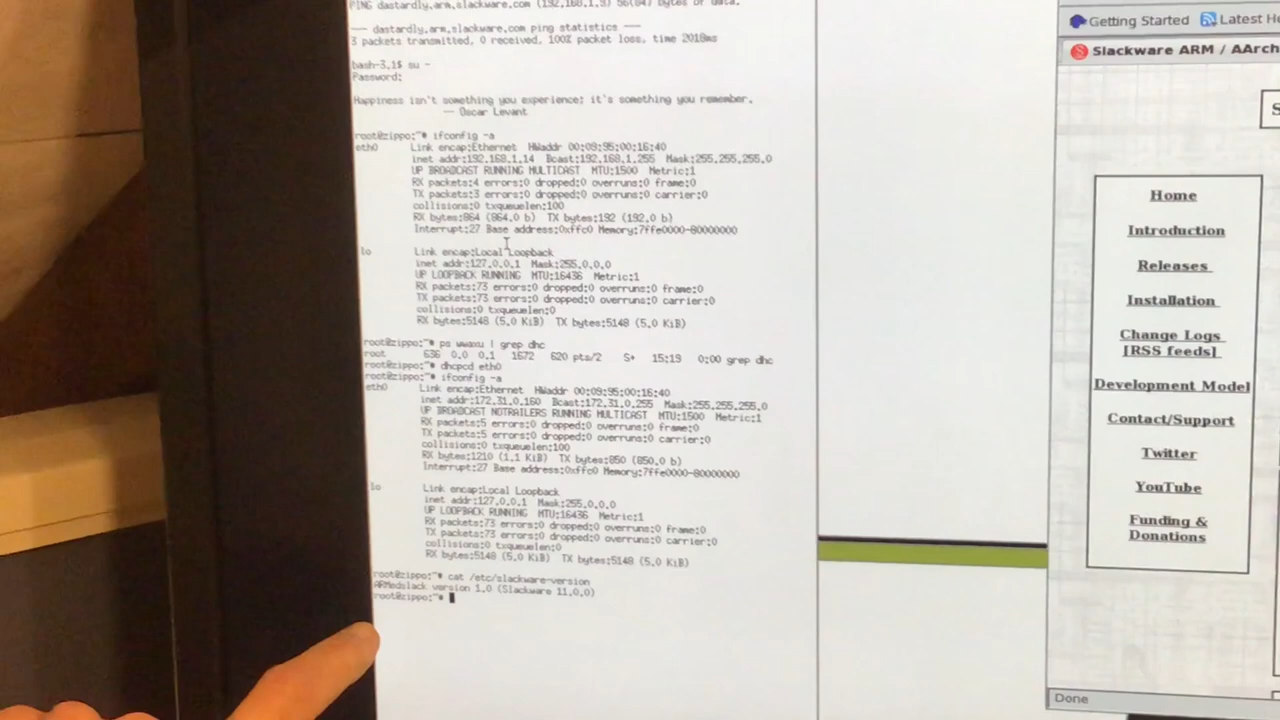 PING dastardly.arm.slackware.com (192.168.1.9) 56(84) bytes of data.
--- dastardly.arm.slackware.com ping statistics ---
3 packets transmitted, 0 received, 100% packet loss, time 2018ms
bash-3.1$ su -
Password:
Happiness isn't something you experience; it's something you remember.
-- Oscar Levant
root@zippo:~# ifconfig -a
eth0 Link encap:Ethernet HWaddr 00:09:95:00:16:40
inet addr:192.168.1.14 Bcast:192.168.1.255 Mask:255.255.255.0
UP BROADCAST RUNNING MULTICAST MTU:1500 Metric:1
RX packets:4 errors:0 dropped:0 overruns:0 frame:0
TX packets:3 errors:0 dropped:0 overruns:0 carrier:0
collisions:0 txqueuelen:100
RX bytes:864 (864.0 b) TX bytes:192 (192.0 b)
Interrupt:27 Base address:0xffc0 Memory:7ffe0000-80000000
lo Link encap:Local Loopback
inet addr:127.0.0.1 Mask:255.0.0.0
UP LOOPBACK RUNNING MTU:16436 Metric:1
RX packets:73 errors:0 dropped:0 overruns:0 frame:0
TX packets:73 errors:0 dropped:0 overruns:0 carrier:0
collisions:0 txqueuelen:0
RX bytes:5148 (5.0 KiB) TX bytes:5148 (5.0 KiB)
root@zippo:~# ps wwaxu | grep dhc
root 636 0.0 0.1 1672 620 pts/2 S+ 15:19 0:00 grep dhc
root@zippo:~# dhcpcd eth0
root@zippo:~# ifconfig -a
eth0 Link encap:Ethernet HWaddr 00:09:95:00:16:40
inet addr:172.31.0.160 Bcast:172.31.0.255 Mask:255.255.255.0
UP BROADCAST NOTRAILERS RUNNING MULTICAST MTU:1500 Metric:1
RX packets:5 errors:0 dropped:0 overruns:0 frame:0
TX packets:5 errors:0 dropped:0 overruns:0 carrier:0
collisions:0 txqueuelen:100
RX bytes:1210 (1.1 KiB) TX bytes:850 (850.0 b)
Interrupt:27 Base address:0xffc0 Memory:7ffe0000-80000000
lo Link encap:Local Loopback
inet addr:127.0.0.1 Mask:255.0.0.0
UP LOOPBACK RUNNING MTU:16436 Metric:1
RX packets:73 errors:0 dropped:0 overruns:0 frame:0
TX packets:73 errors:0 dropped:0 overruns:0 carrier:0
collisions:0 txqueuelen:0
RX bytes:5148 (5.0 KiB) TX bytes:5148 (5.0 KiB)
root@zippo:~# cat /etc/slackware-version
ARMedslack version 1.0 (Slackware 11.0.0)
root@zippo:~#
Getting Started Latest He
Slackware ARM / AArch
S
Home
Introduction
Releases
Installation
Change Logs
[RSS feeds]
Development Model
Contact/Support
Twitter
YouTube
Funding &
Donations
Done